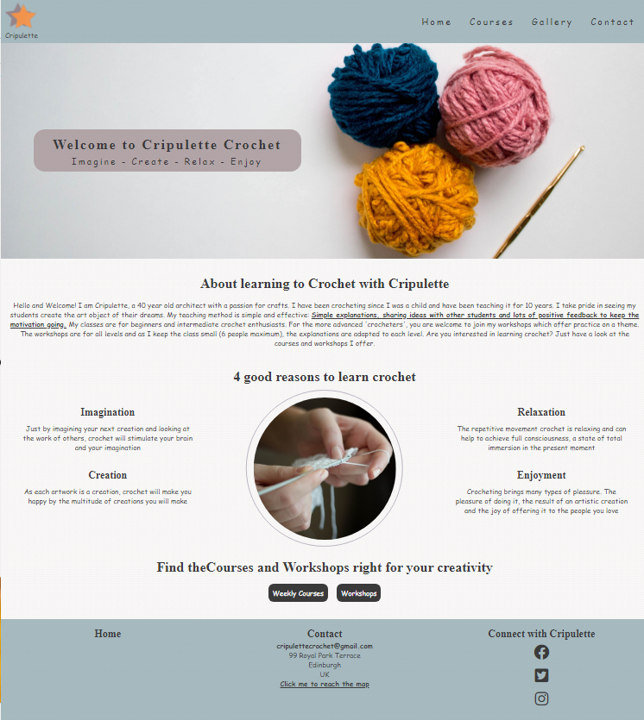 Cripulette
Home Courses Gallery Contact
Welcome to Cripulette Crochet
Imagine - Create - Relax - Enjoy
About learning to Crochet with Cripulette
Hello and Welcome! I am Cripulette, a 40 year old architect with a passion for crafts. I have been crocheting since I was a child and have been teaching it for 10 years. I take pride in seeing my
students create the art object of their dreams. My teaching method is simple and effective: Simple explanations, sharing ideas with other students and lots of positive feedback to keep the
motivation going. My classes are for beginners and intermediate crochet enthusiasts. For the more advanced 'crocheters', you are welcome to join my workshops which offer practice on a theme.
The workshops are for all levels and as I keep the class small (6 people maximum), the explanations are adapted to each level. Are you interested in learning crochet? Just have a look at the
courses and workshops I offer.
4 good reasons to learn crochet
Imagination
Just by imagining your next creation and looking at
the work of others, crochet will stimulate your brain
and your imagination
Creation
As each artwork is a creation, crochet will make you
happy by the multitude of creations you will make
Relaxation
The repetitive movement crochet is relaxing and can
help to achieve full consciousness, a state of total
immersion in the present moment
Enjoyment
Crocheting brings many types of pleasure. The
pleasure of doing it, the result of an artistic creation
and the joy of offering it to the people you love
Find theCourses and Workshops right for your creativity
Weekly Courses Workshops
Home
Contact
cripulettecrochet@gmail.com
99 Royal Park Terrace
Edinburgh
UK
Click me to reach the map
Connect with Cripulette